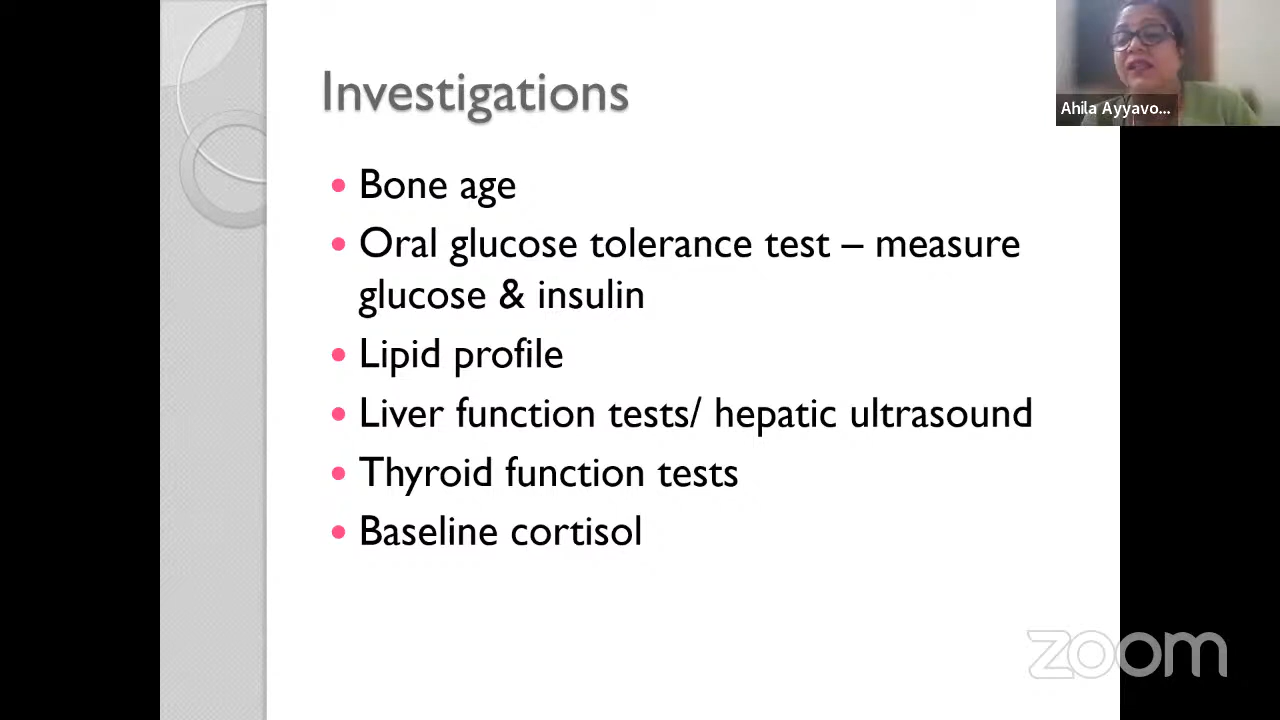 Investigations
Ahila Ayyavo...
• Bone age
• Oral glucose tolerance test – measure
glucose & insulin
• Lipid profile
• Liver function tests/ hepatic ultrasound
• Thyroid function tests
• Baseline cortisol
zoom